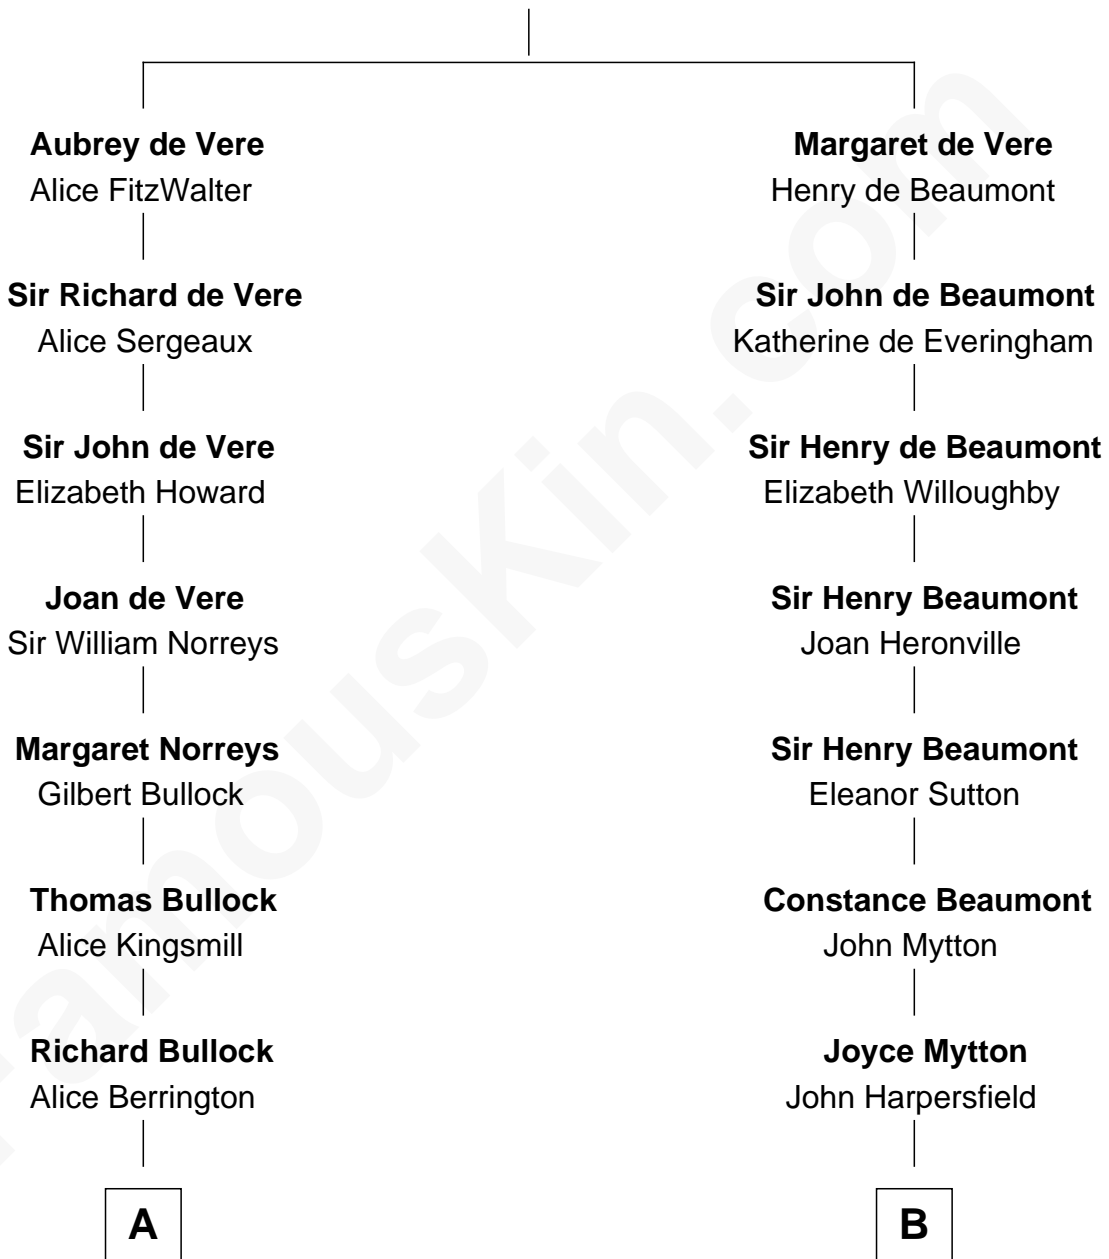 Aubrey de Vere
Alice FitzWalter
Sir Richard de Vere
Alice Sergeaux
Sir John de Vere
Elizabeth Howard
Joan de Vere
Sir William Norreys
Margaret Norreys
Gilbert Bullock
Thomas Bullock
Alice Kingsmill
Richard Bullock
Alice Berrington
A
Margaret de Vere
Henry de Beaumont
Sir John de Beaumont
Katherine de Everingham
Sir Henry de Beaumont
Elizabeth Willoughby
Sir Henry Beaumont
Joan Heronville
Sir Henry Beaumont
Eleanor Sutton
Constance Beaumont
John Mytton
Joyce Mytton
John Harpersfield
B
FamousKin.com